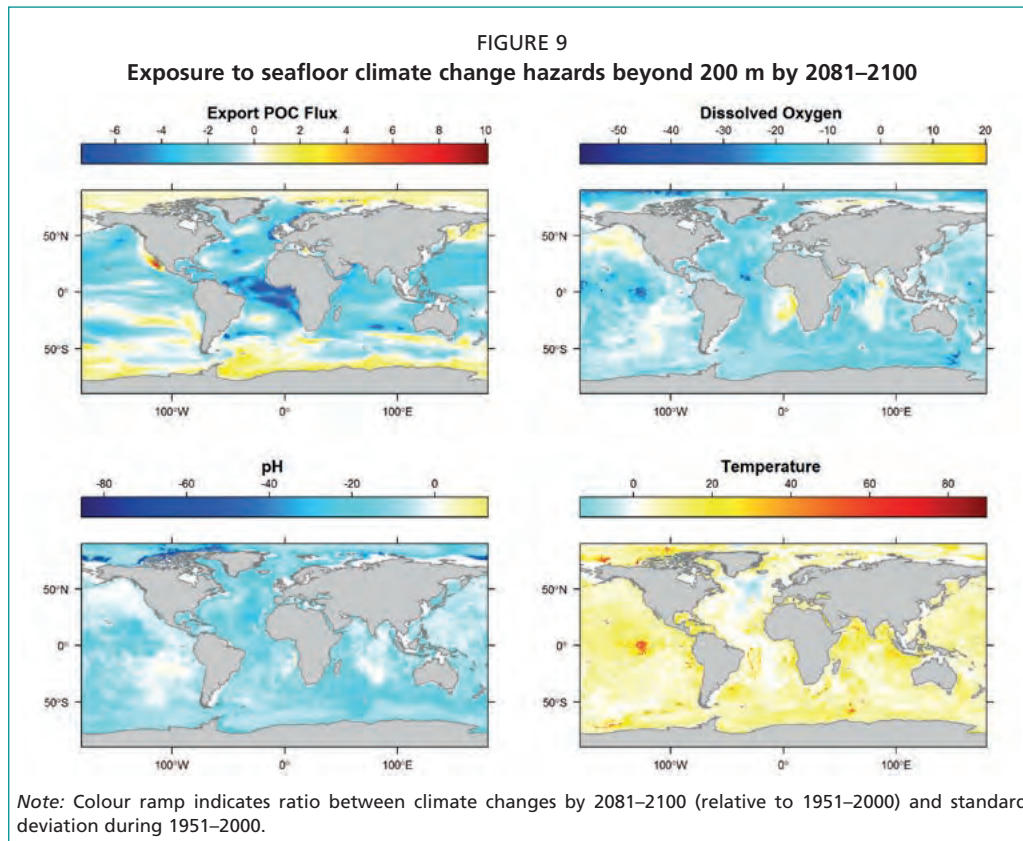 FIGURE 9
Exposure to seafloor climate change hazards beyond 200 m by 2081–2100
Export POC Flux
-6 -4 -2 0 2 4 6 8 10
50°N
0°
50°S
100°W 0° 100°E
Dissolved Oxygen
-50 -40 -30 -20 -10 0 10 20
50°N
0°
50°S
100°W 0° 100°E
pH
-80 -60 -40 -20 0
50°N
0°
50°S
100°W 0° 100°E
Temperature
0 20 40 60 80
50°N
0°
50°S
100°W 0° 100°E
Note: Colour ramp indicates ratio between climate changes by 2081–2100 (relative to 1951–2000) and standard
deviation during 1951–2000.